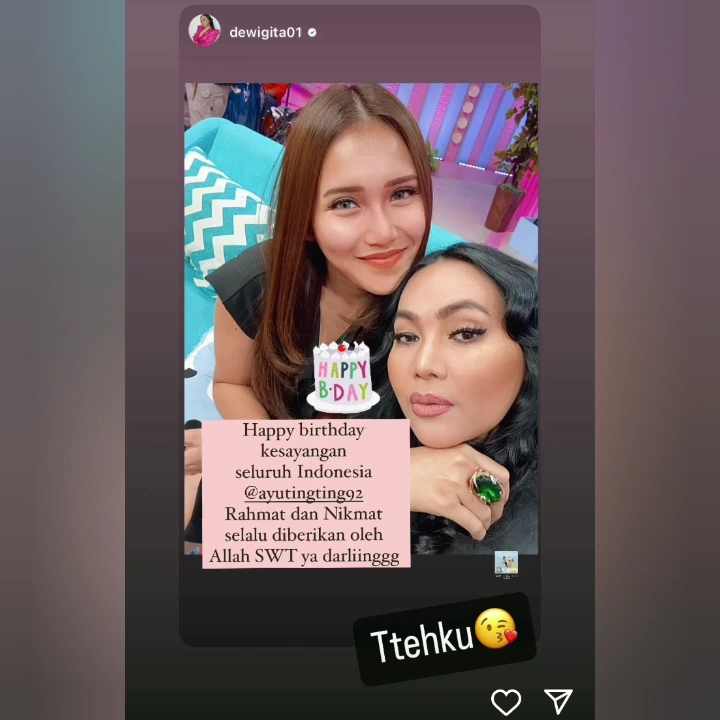 dewigita01
HAPPY
B·DAY
Happy birthday
kesayangan
seluruh Indonesia
@ayutingting92
Rahmat dan Nikmat
selalu diberikan oleh
Allah SWT ya darliinggg
Ttehku😘